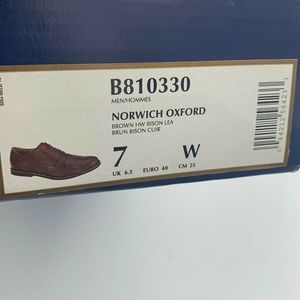 B810330
MEN/HOMMES
NORWICH OXFORD
BROWN HW BISON LEA
BRUN BISON CUIR
7 W
UK 6.5 EURO 40 CM 25